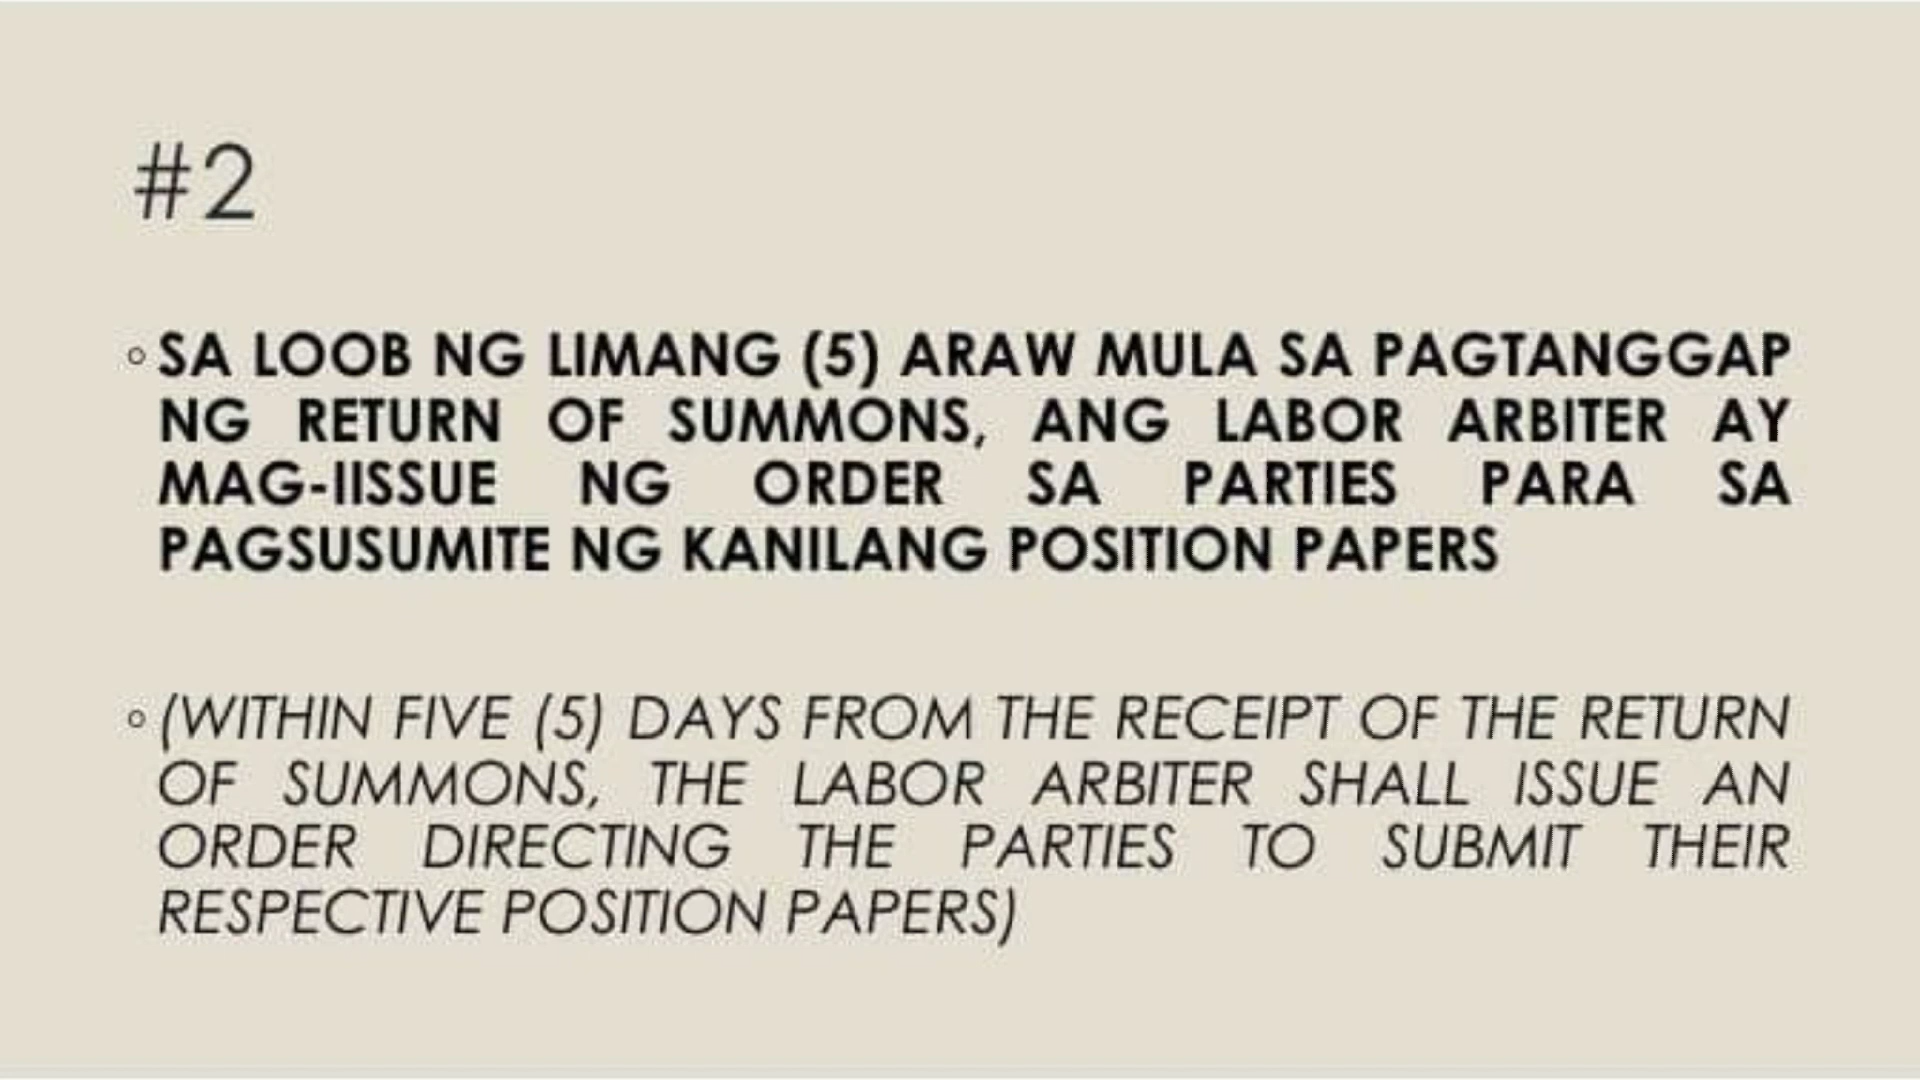 #2
◦ SA LOOB NG LIMANG (5) ARAW MULA SA PAGTANGGAP
NG RETURN OF SUMMONS, ANG LABOR ARBITER AY
MAG-IISSUE NG ORDER SA PARTIES PARA SA
PAGSUSUMITE NG KANILANG POSITION PAPERS
◦ (WITHIN FIVE (5) DAYS FROM THE RECEIPT OF THE RETURN
OF SUMMONS, THE LABOR ARBITER SHALL ISSUE AN
ORDER DIRECTING THE PARTIES TO SUBMIT THEIR
RESPECTIVE POSITION PAPERS)